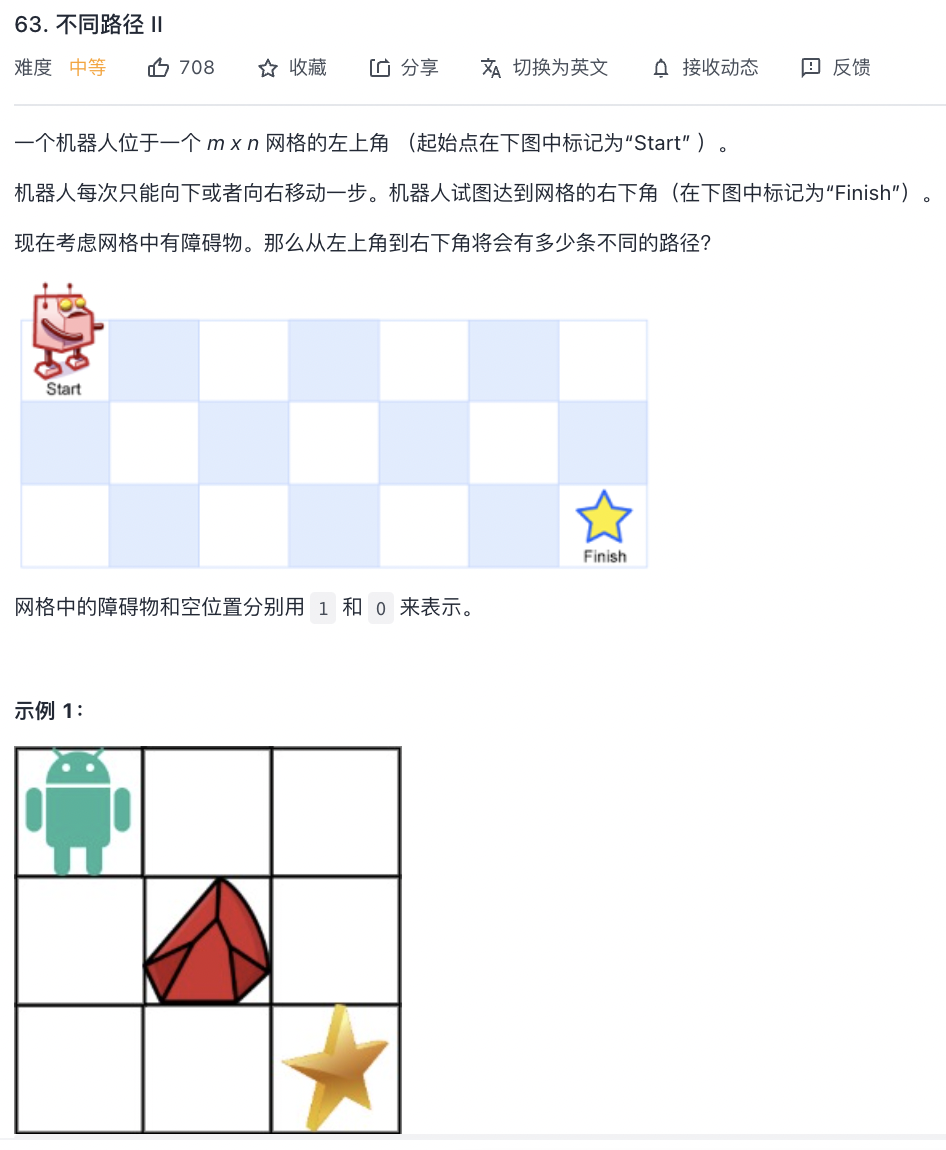 63. 不同路径 II
难度 中等 708 收藏 分享 切换为英文 接收动态 反馈
一个机器人位于一个 m x n 网格的左上角 （起始点在下图中标记为“Start” ）。
机器人每次只能向下或者向右移动一步。机器人试图达到网格的右下角（在下图中标记为“Finish”）。
现在考虑网格中有障碍物。那么从左上角到右下角将会有多少条不同的路径?
Start
Finish
网格中的障碍物和空位置分别用 1 和 0 来表示。
示例 1：